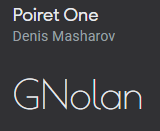 Poiret One
Denis Masharov
GNolan